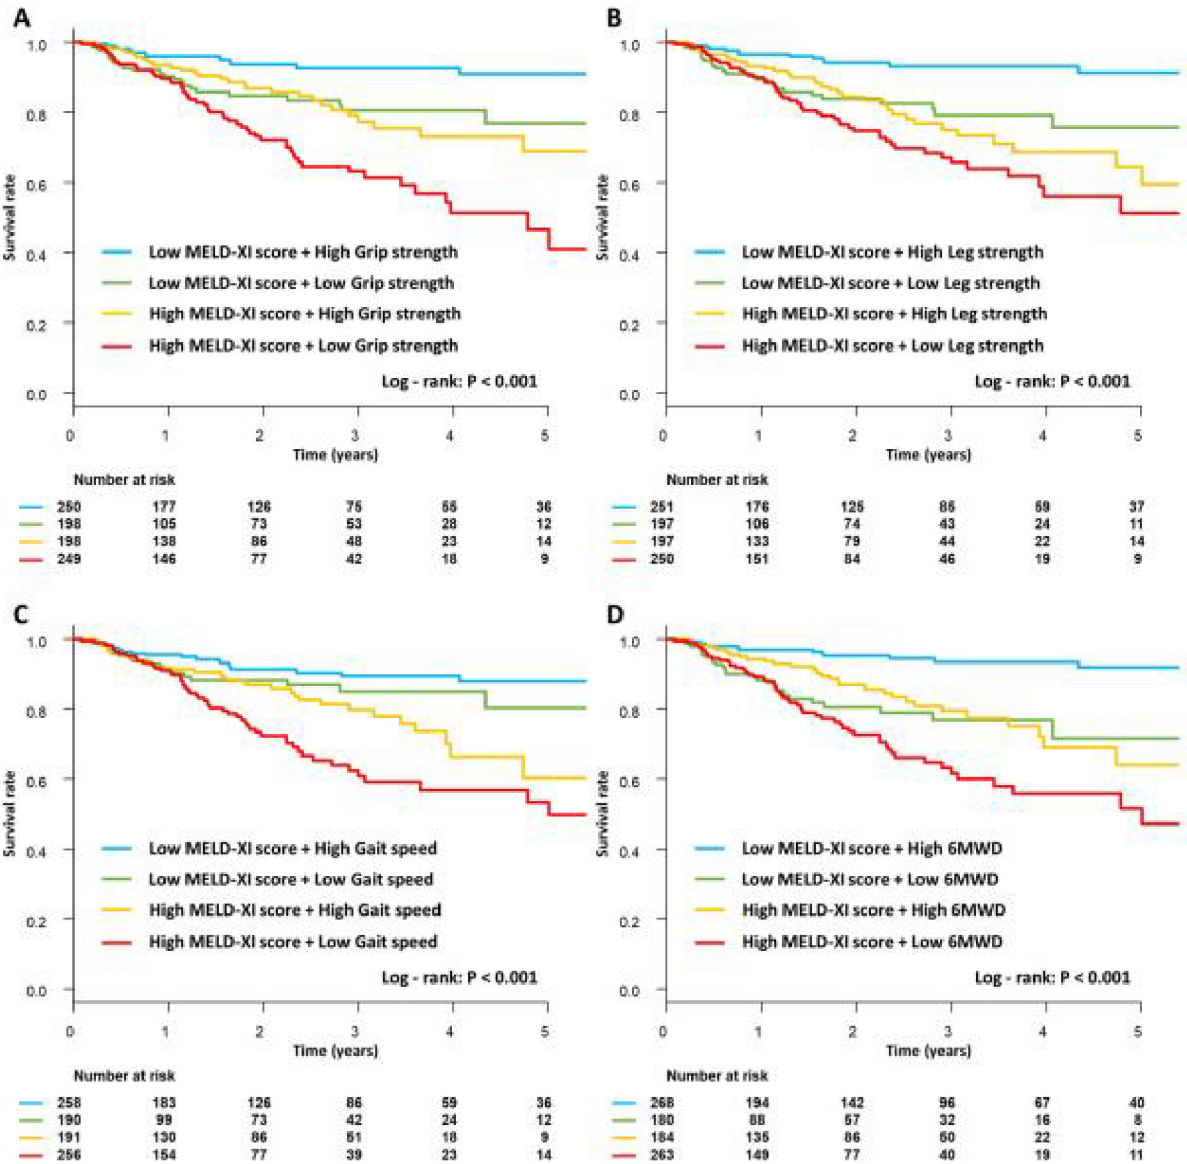 A
1.0
0.8
0.6
0.4
0.2
0.0
Survival rate
Low MELD-XI score + High Grip strength
Low MELD-XI score + Low Grip strength
High MELD-XI score + High Grip strength
High MELD-XI score + Low Grip strength
Log - rank: P < 0.001
0 1 2 3 4 5
Time (years)
Number at risk
250 177 126 75 55 36
198 105 73 53 28 12
198 138 86 48 23 14
249 146 77 42 18 9
B
1.0
0.8
0.6
0.4
0.2
0.0
Survival rate
Low MELD-XI score + High Leg strength
Low MELD-XI score + Low Leg strength
High MELD-XI score + High Leg strength
High MELD-XI score + Low Leg strength
Log - rank: P < 0.001
0 1 2 3 4 5
Time (years)
Number at risk
251 176 125 85 59 37
197 106 74 43 24 11
197 133 79 44 22 14
250 151 84 46 19 9
C
1.0
0.8
0.6
0.4
0.2
0.0
Survival rate
Low MELD-XI score + High Gait speed
Low MELD-XI score + Low Gait speed
High MELD-XI score + High Gait speed
High MELD-XI score + Low Gait speed
Log - rank: P < 0.001
0 1 2 3 4 5
Time (years)
Number at risk
258 183 126 86 59 36
190 99 73 42 24 12
191 130 86 51 18 9
256 154 77 39 23 14
D
1.0
0.8
0.6
0.4
0.2
0.0
Survival rate
Low MELD-XI score + High 6MWD
Low MELD-XI score + Low 6MWD
High MELD-XI score + High 6MWD
High MELD-XI score + Low 6MWD
Log - rank: P < 0.001
0 1 2 3 4 5
Time (years)
Number at risk
268 194 142 96 67 40
180 88 57 32 16 8
184 135 86 50 22 12
263 149 77 40 19 11